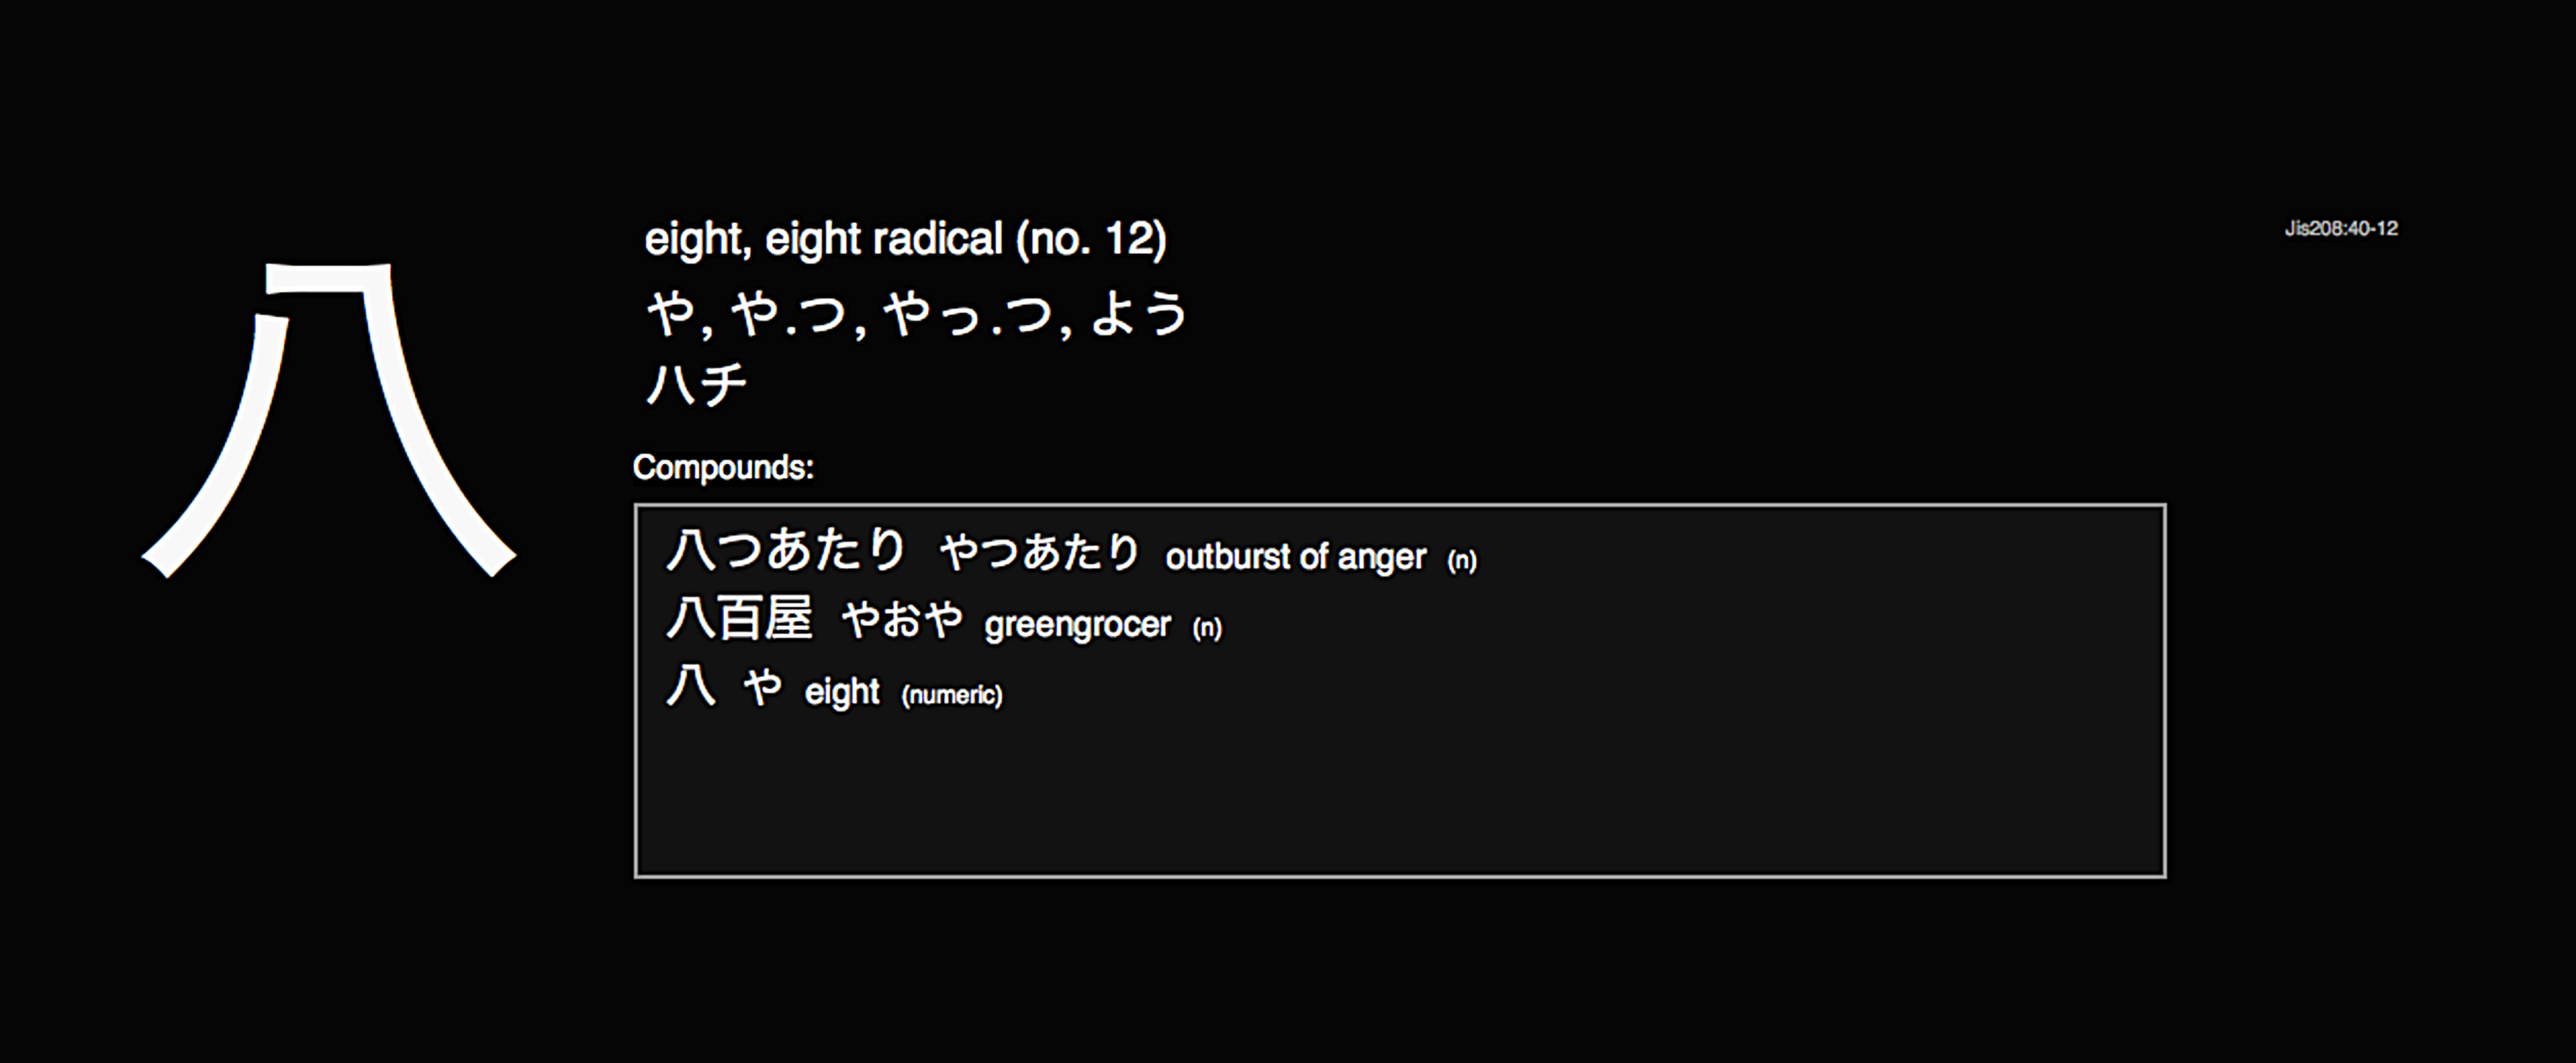 八
eight, eight radical (no. 12)
Jis208:40-12
や, や.つ, やっ.つ, よう
ハチ
Compounds:
八つあたり やつあたり outburst of anger (n)
八百屋 やおや greengrocer (n)
八 や eight (numeric)